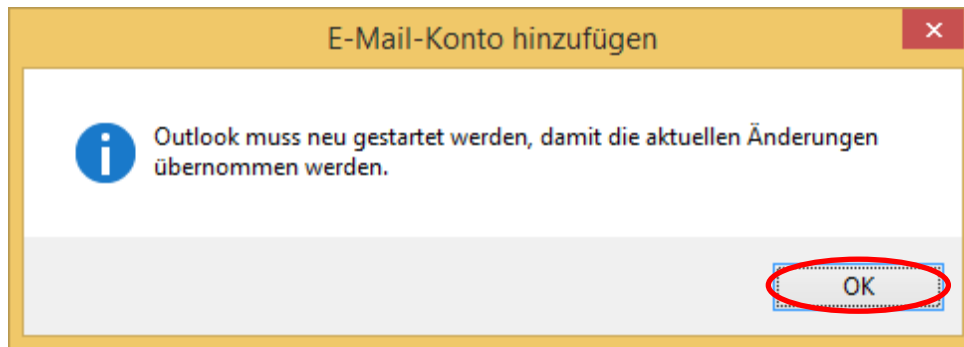 E-Mail-Konto hinzufügen
Outlook muss neu gestartet werden, damit die aktuellen Änderungen
übernommen werden.
OK